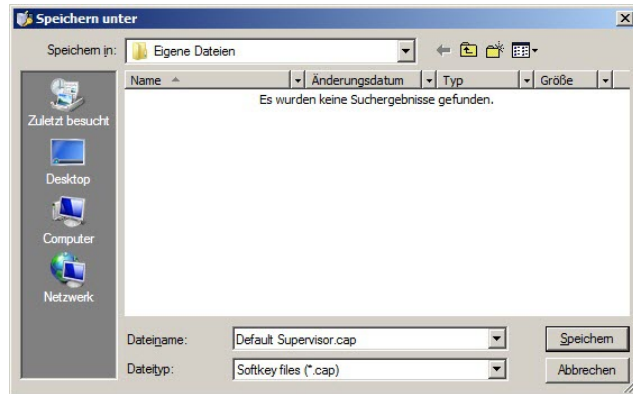 Speichern unter
Speichern in: Eigene Dateien
Name Änderungsdatum Typ Größe
Es wurden keine Suchergebnisse gefunden.
Zuletzt besucht
Desktop
Computer
Netzwerk
Dateiname: Default Supervisor.cap Speichern
Dateityp: Softkey files (*.cap) Abbrechen